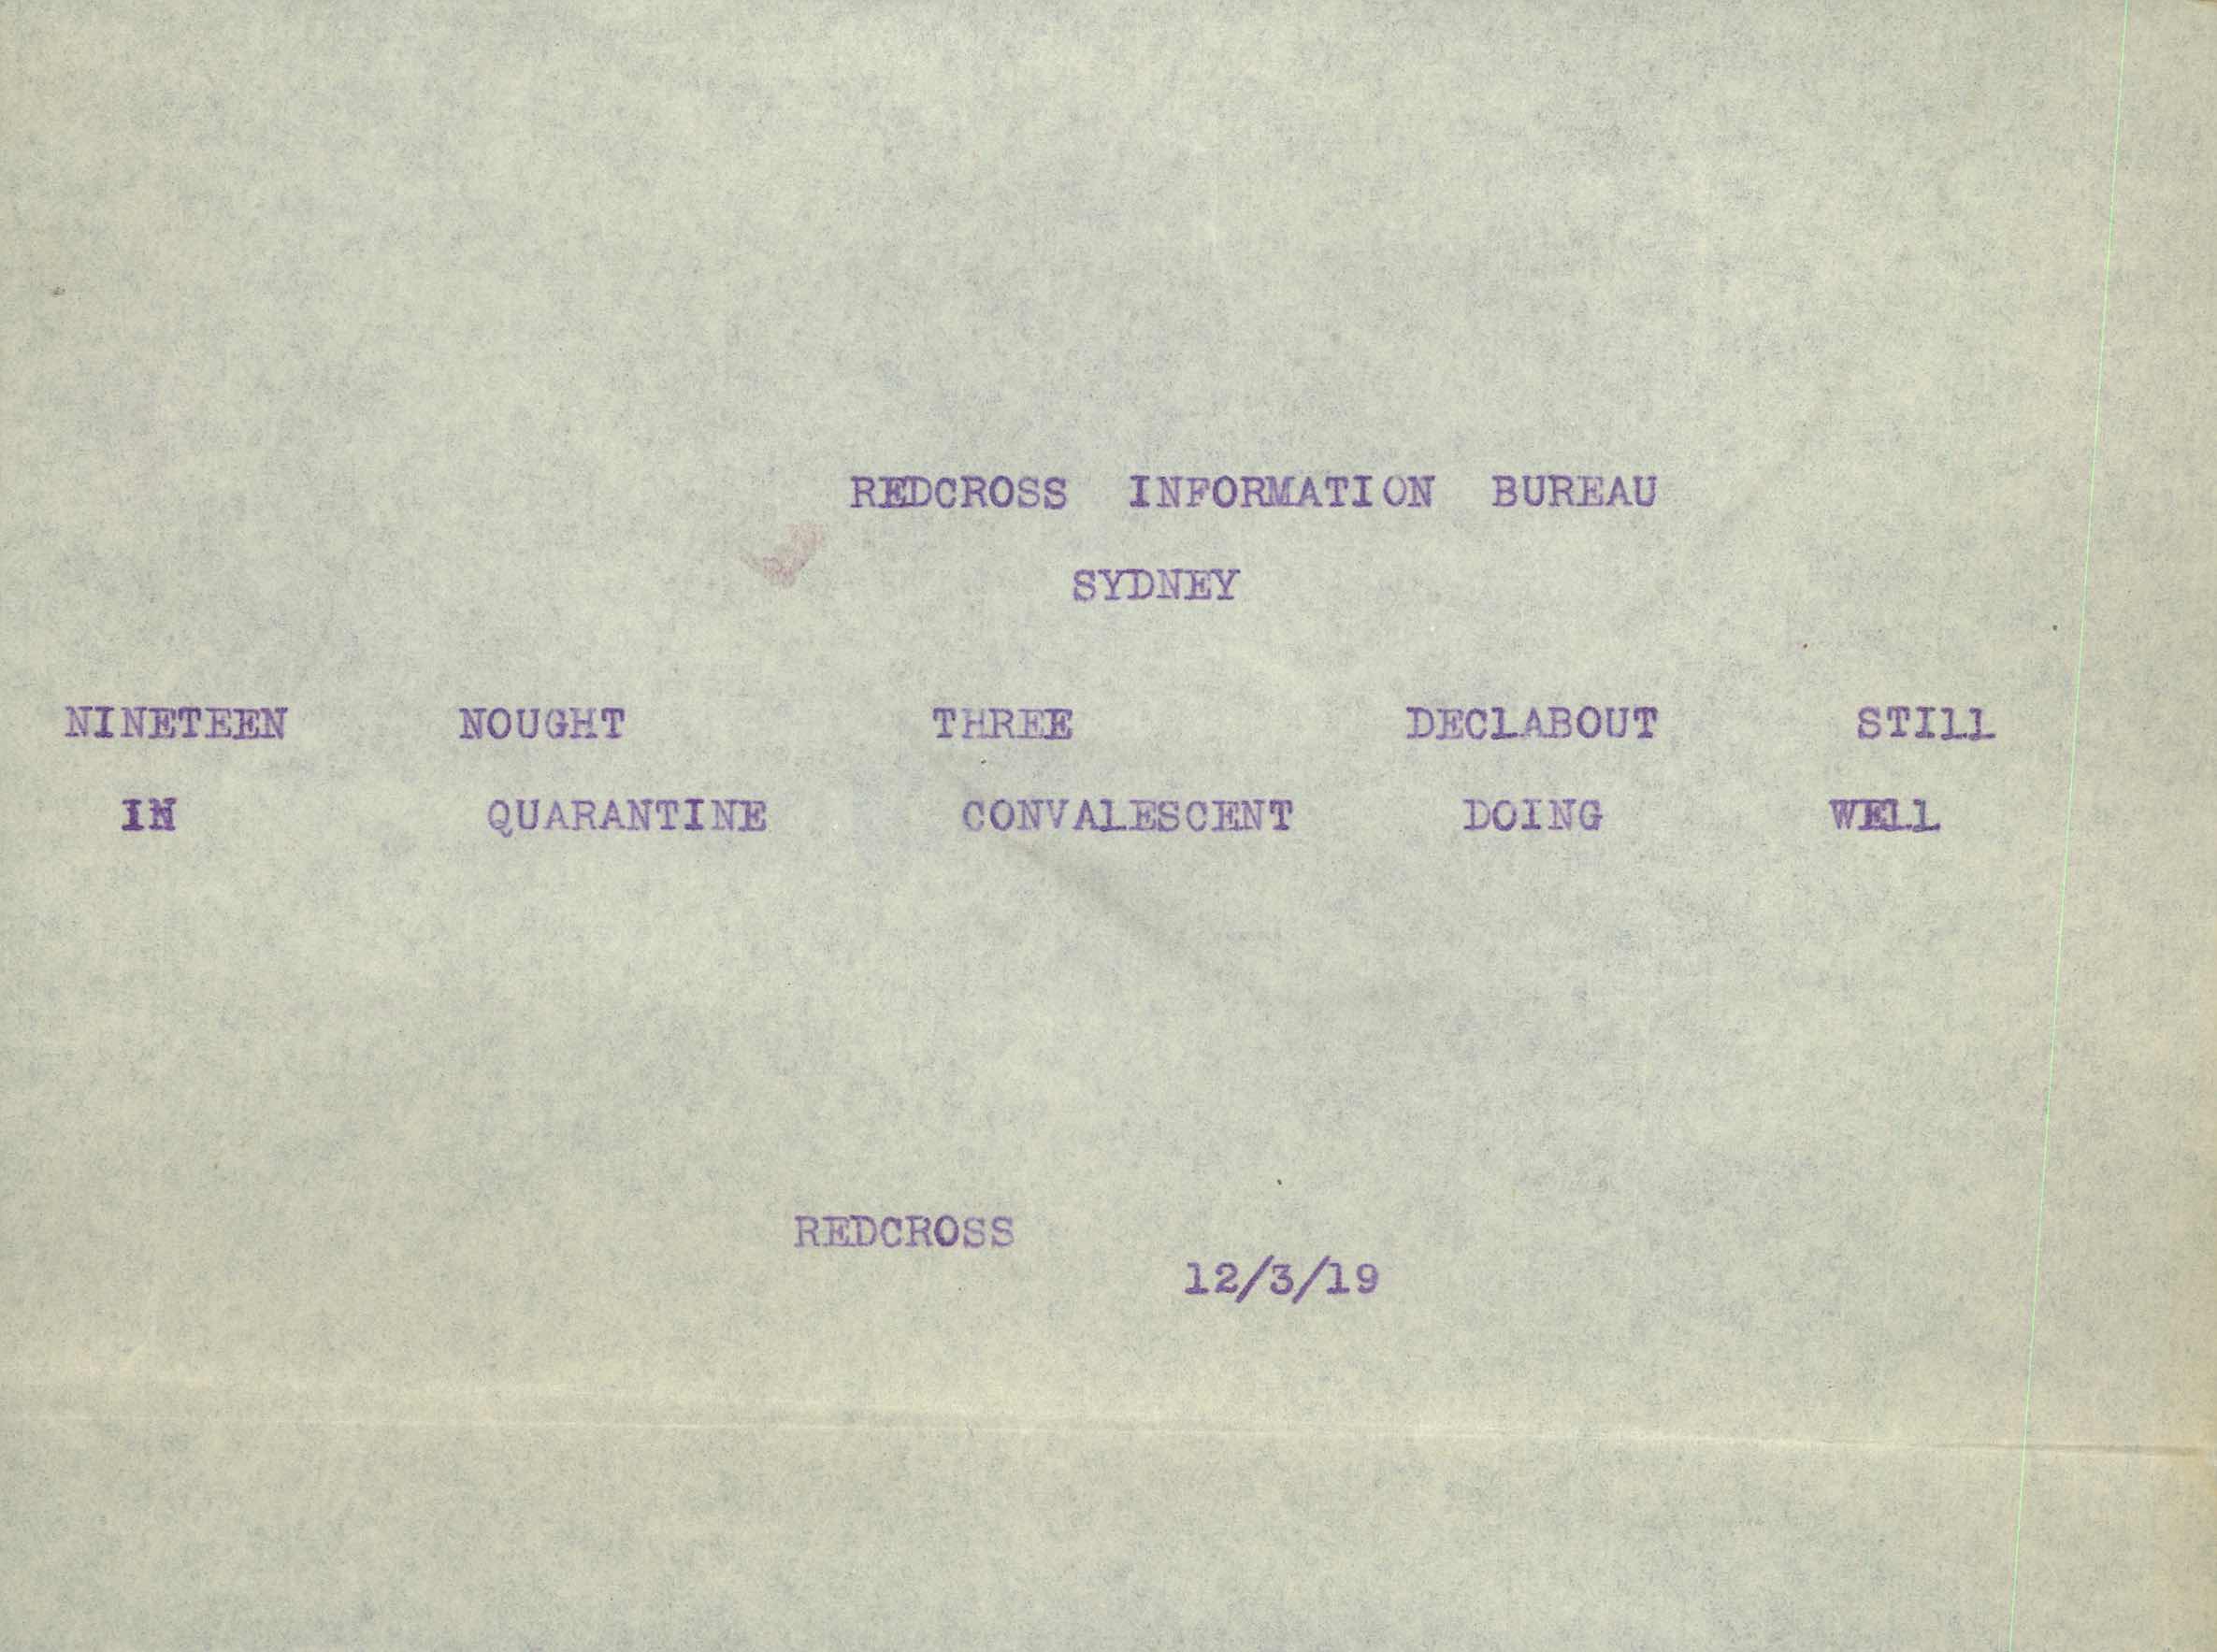 REDCROSS INFORMATION BUREAU
SYDNEY
NINETEEN NOUGHT THREE DEClABOUT STIll
IN QUARANTINE CONVAlESCENT DOING WEll
REDCROSS
12/3/19